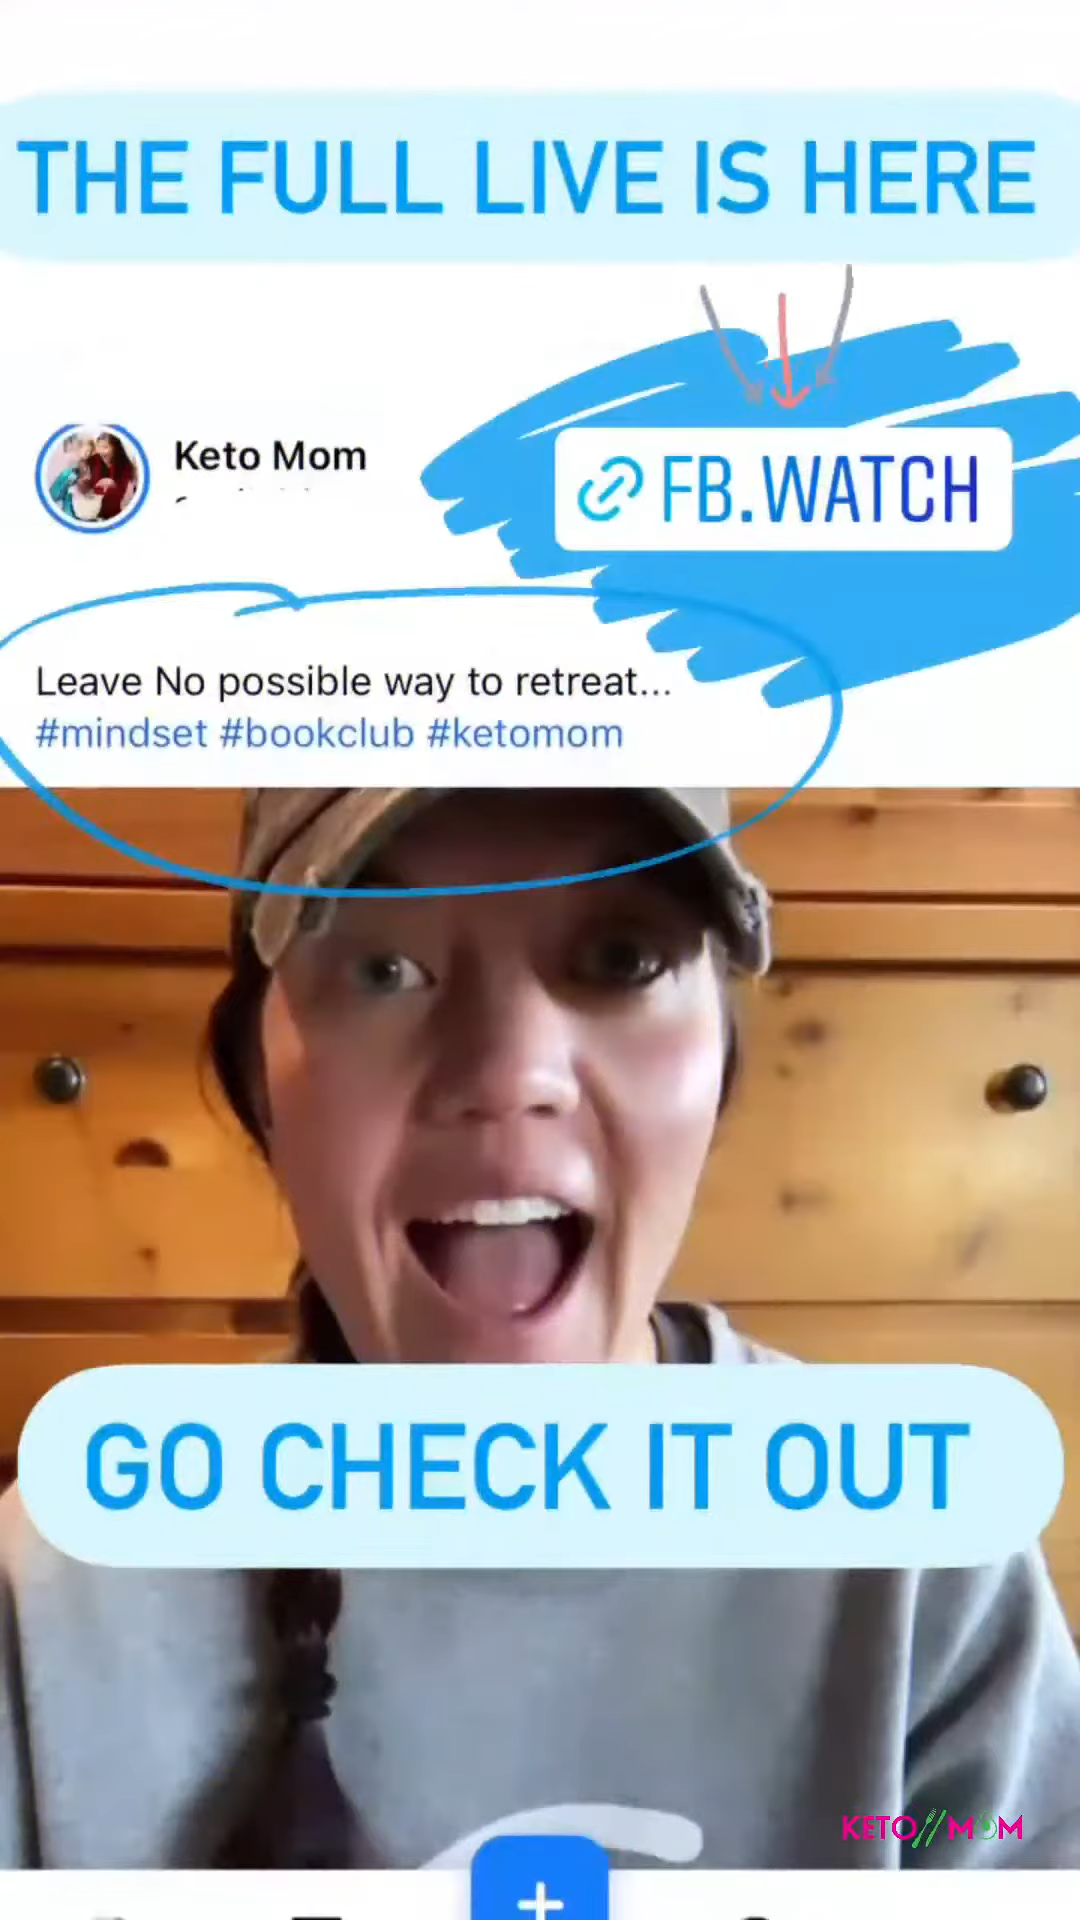 THE FULL LIVE IS HERE
Keto Mom
FB.WATCH
Leave No possible way to retreat...
#mindset #bookclub #ketomom
GO CHECK IT OUT
KETO MOM